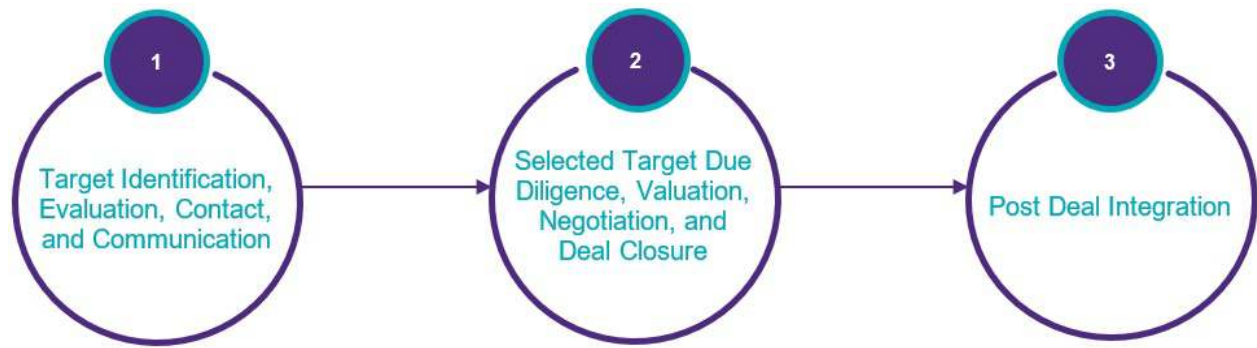 1
Target Identification,
Evaluation, Contact,
and Communication
2
Selected Target Due
Diligence, Valuation,
Negotiation, and
Deal Closure
3
Post Deal Integration